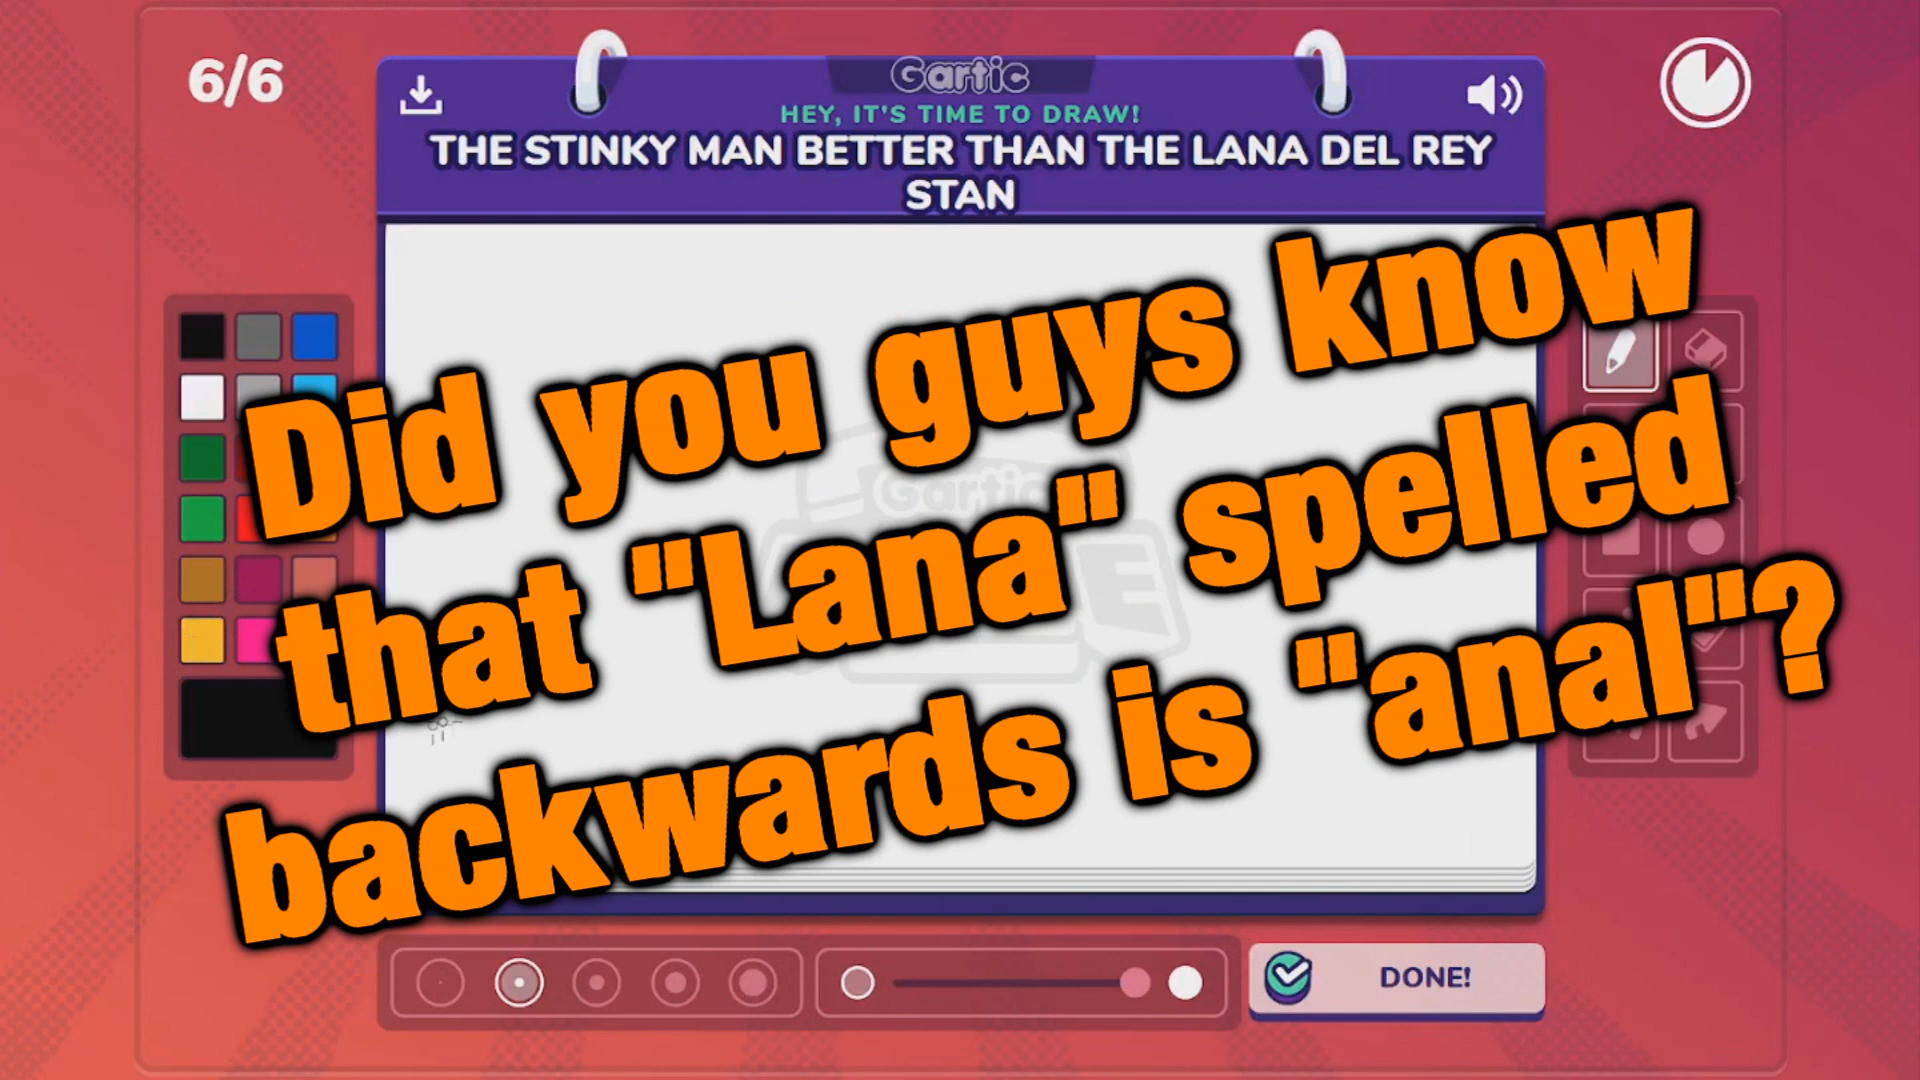 6/6
Gartic
HEY, IT'S TIME TO DRAW!
THE STINKY MAN BETTER THAN THE LANA DEL REY
STAN
Did you guys know
that "Lana" spelled
backwards is "anal"?
Gartic
DONE!